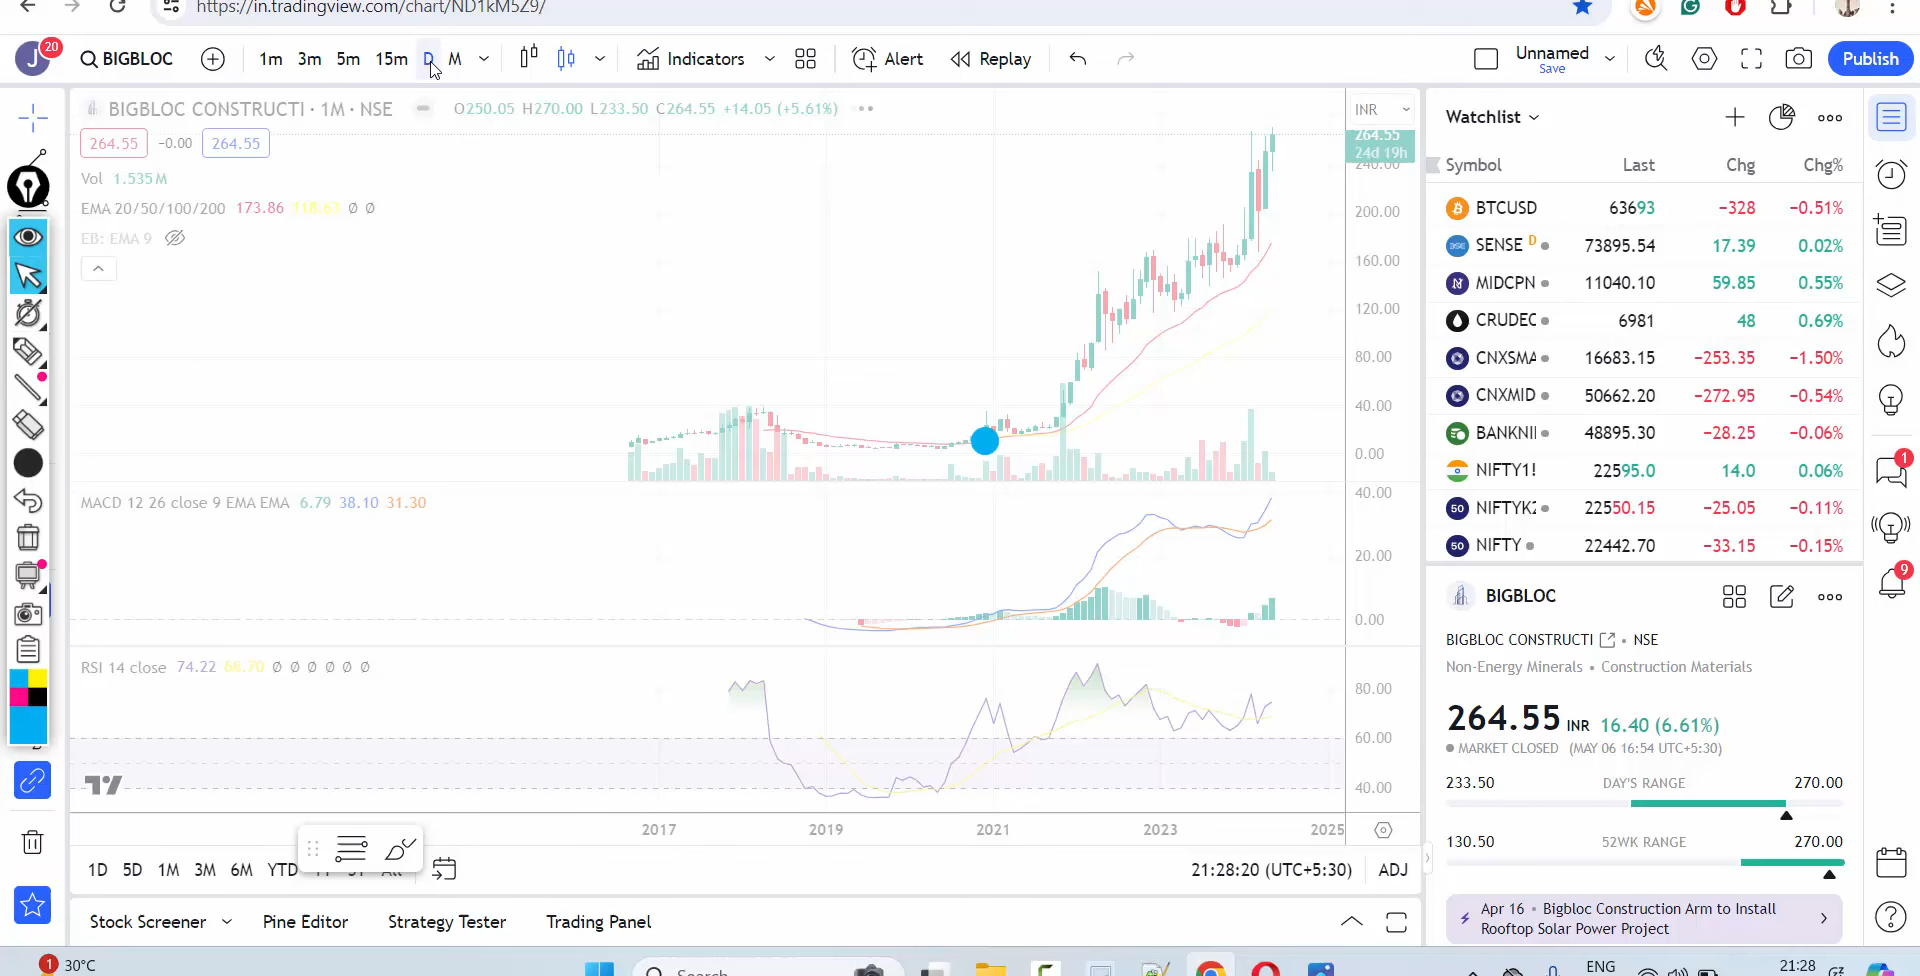 https://in.tradingview.com/chart/ND1kM5Z9/
J 20 BIGBLOC 1m 3m 5m 15m D M Indicators Alert Replay Unnamed Save Publish
BIGBLOC CONSTRUCTI · 1M · NSE O250.05 H270.00 L233.50 C264.55 +14.05 (+5.61%)
264.55 −0.00 264.55
Vol 1.535M
EMA 20/50/100/200 173.86 118.63 Ø Ø
EB: EMA 9
INR
264.55
24d 19h
240.00
200.00
160.00
120.00
80.00
40.00
0.00
MACD 12 26 close 9 EMA EMA 6.79 38.10 31.30
40.00
20.00
0.00
RSI 14 close 74.22 68.70 Ø Ø Ø Ø Ø Ø
80.00
60.00
40.00
2017 2019 2021 2023 2025
1D 5D 1M 3M 6M YTD
21:28:20 (UTC+5:30) ADJ
Stock Screener Pine Editor Strategy Tester Trading Panel
Watchlist
Symbol Last Chg Chg%
BTCUSD 63693 −328 −0.51%
SENSE D 73895.54 17.39 0.02%
MIDCPN 11040.10 59.85 0.55%
CRUDEC 6981 48 0.69%
CNXSMA 16683.15 −253.35 −1.50%
CNXMID 50662.20 −272.95 −0.54%
BANKNI 48895.30 −28.25 −0.06%
NIFTY1! 22595.0 14.0 0.06%
50 NIFTYK2 22550.15 −25.05 −0.11%
50 NIFTY 22442.70 −33.15 −0.15%
BIGBLOC
BIGBLOC CONSTRUCTI • NSE
Non-Energy Minerals • Construction Materials
264.55 INR 16.40 (6.61%)
MARKET CLOSED (MAY 06 16:54 UTC+5:30)
233.50 DAY'S RANGE 270.00
130.50 52WK RANGE 270.00
Apr 16 • Bigbloc Construction Arm to Install
Rooftop Solar Power Project
1
9
1 30°C
Search
ENG
21:28